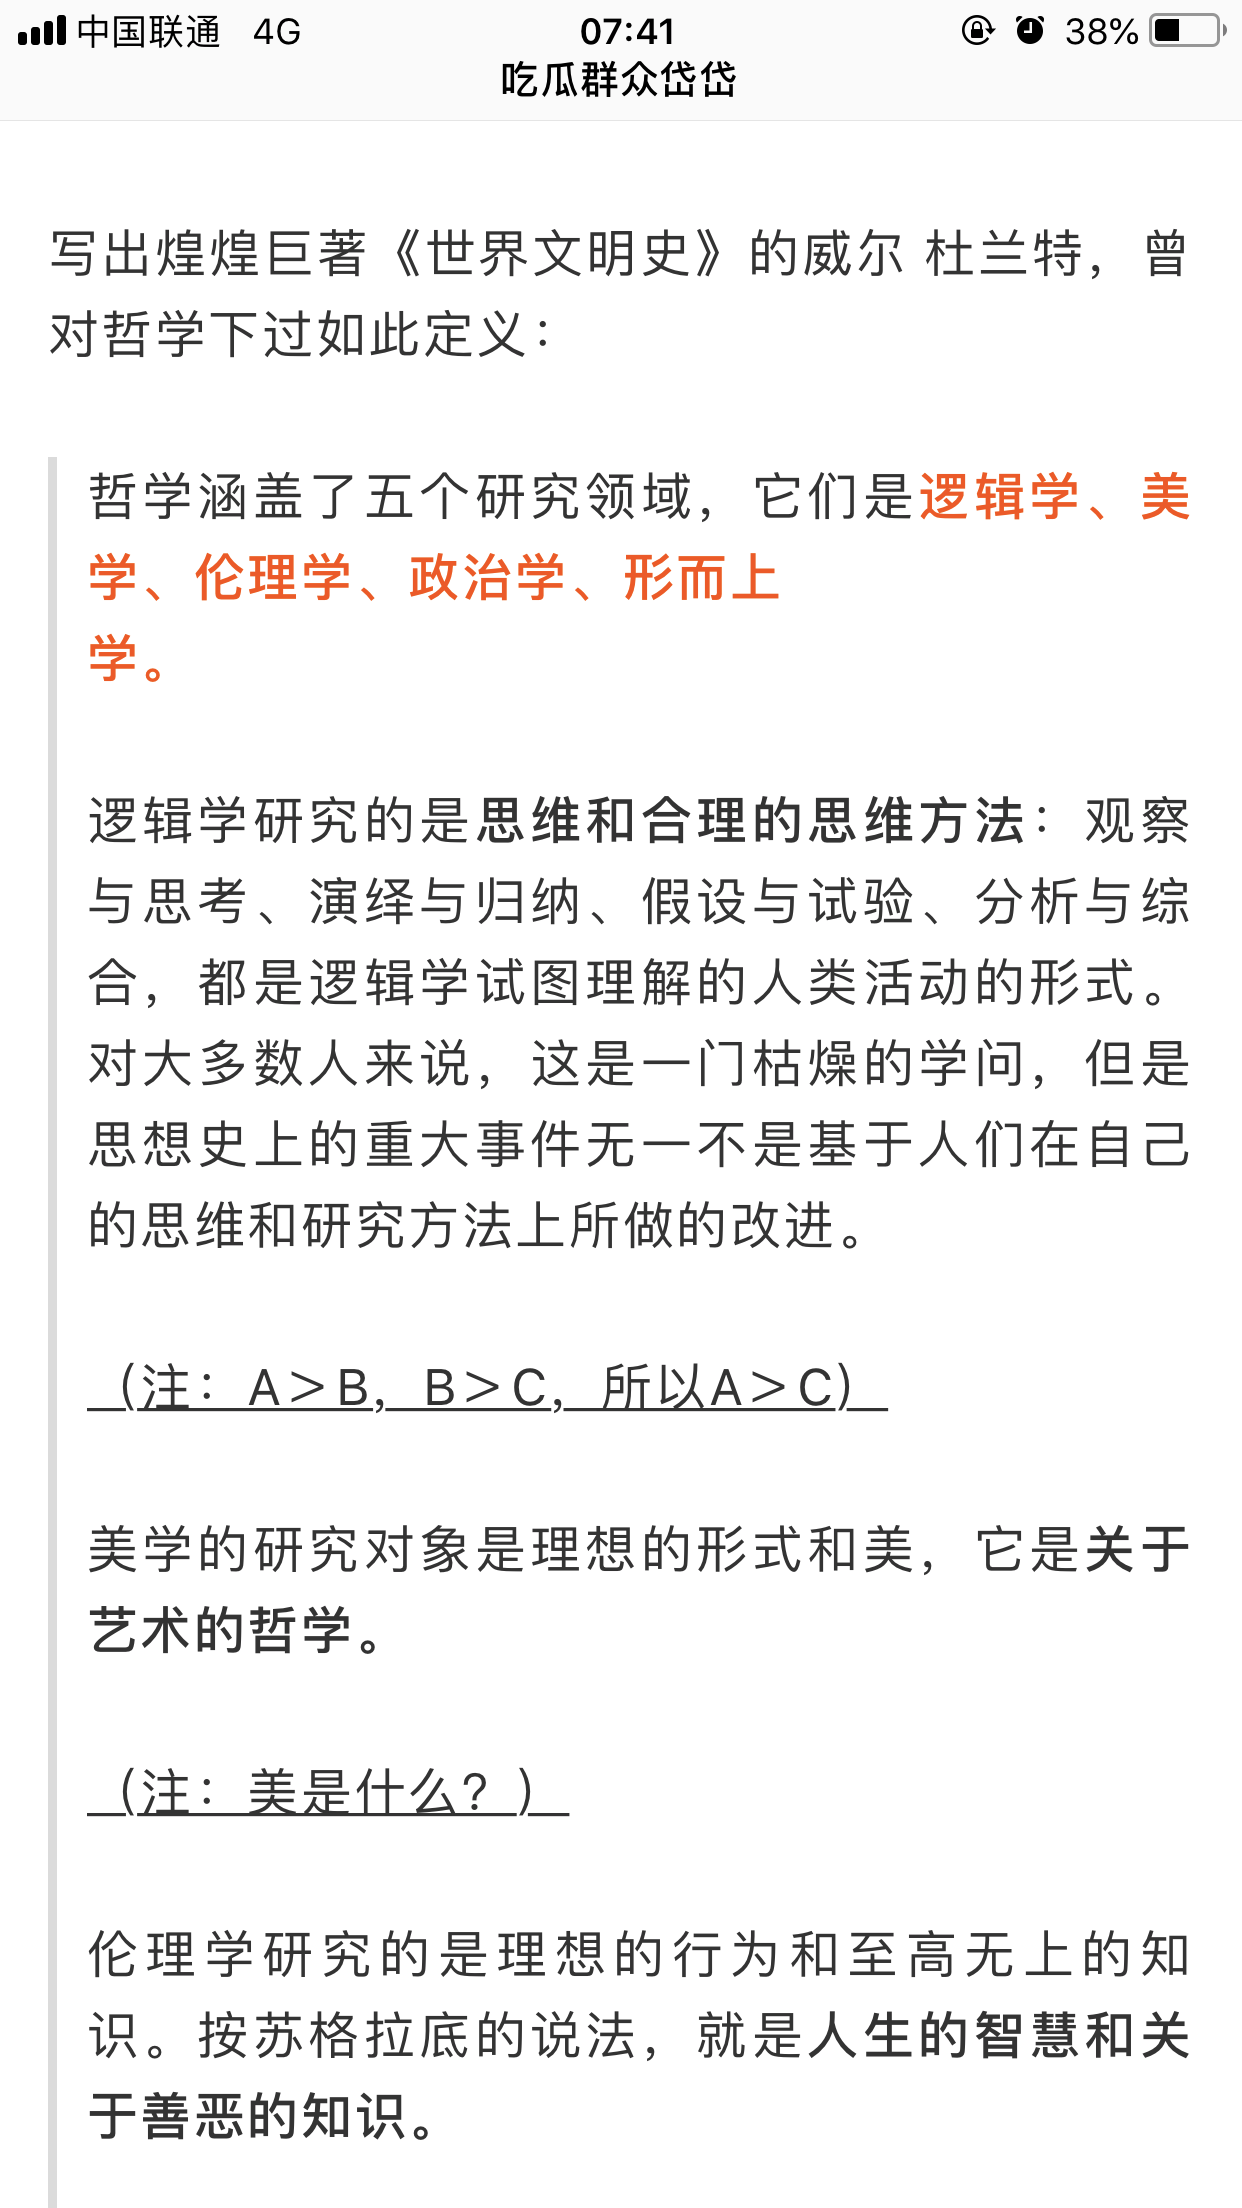 中国联通 4G 07:41 38%
吃瓜群众岱岱
写出煌煌巨著《世界文明史》的威尔 杜兰特，曾
对哲学下过如此定义：
哲学涵盖了五个研究领域，它们是逻辑学、美
学、伦理学、政治学、形而上
学。
逻辑学研究的是思维和合理的思维方法：观察
与思考、演绎与归纳、假设与试验、分析与综
合，都是逻辑学试图理解的人类活动的形式。
对大多数人来说，这是一门枯燥的学问，但是
思想史上的重大事件无一不是基于人们在自己
的思维和研究方法上所做的改进。
（注：A＞B，B＞C，所以A＞C）
美学的研究对象是理想的形式和美，它是关于
艺术的哲学。
（注：美是什么？）
伦理学研究的是理想的行为和至高无上的知
识。按苏格拉底的说法，就是人生的智慧和关
于善恶的知识。